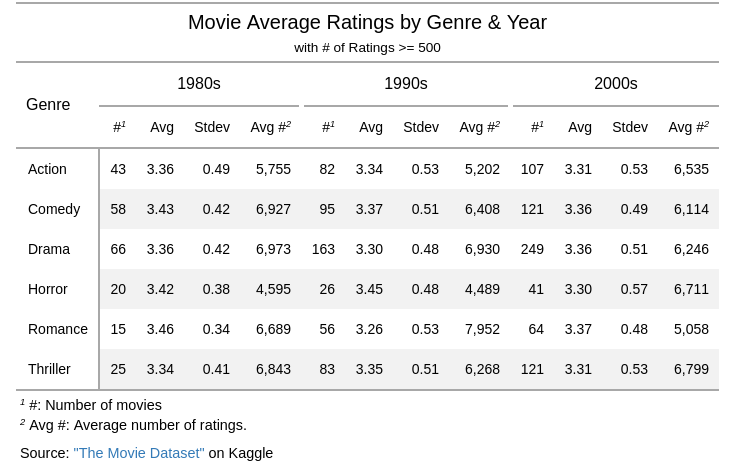 Movie Average Ratings by Genre & Year
with # of Ratings >= 500
Genre 1980s 1990s 2000s
#1 Avg Stdev Avg #2 #1 Avg Stdev Avg #2 #1 Avg Stdev Avg #2
Action 43 3.36 0.49 5,755 82 3.34 0.53 5,202 107 3.31 0.53 6,535
Comedy 58 3.43 0.42 6,927 95 3.37 0.51 6,408 121 3.36 0.49 6,114
Drama 66 3.36 0.42 6,973 163 3.30 0.48 6,930 249 3.36 0.51 6,246
Horror 20 3.42 0.38 4,595 26 3.45 0.48 4,489 41 3.30 0.57 6,711
Romance 15 3.46 0.34 6,689 56 3.26 0.53 7,952 64 3.37 0.48 5,058
Thriller 25 3.34 0.41 6,843 83 3.35 0.51 6,268 121 3.31 0.53 6,799
1 #: Number of movies
2 Avg #: Average number of ratings.
Source: "The Movie Dataset" on Kaggle